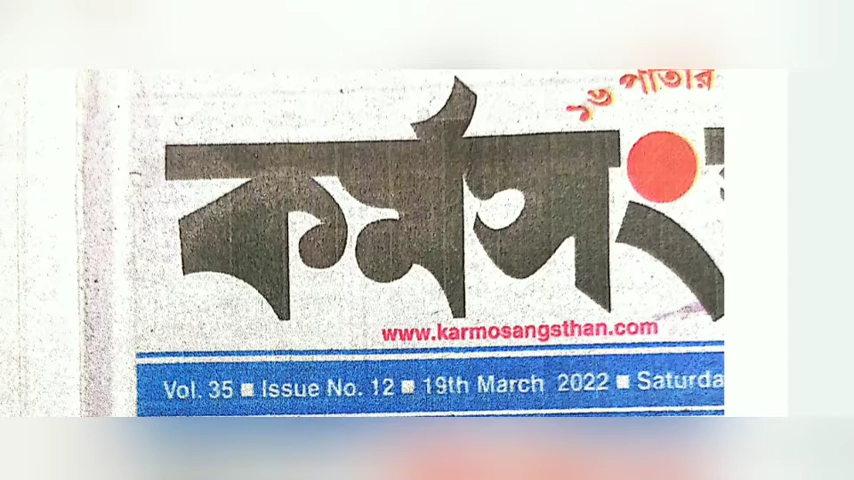 ১৬ পাতার
কর্মসং
www.karmosangsthan.com
Vol. 35 ■ Issue No. 12 ■ 19th March 2022 ■ Saturda